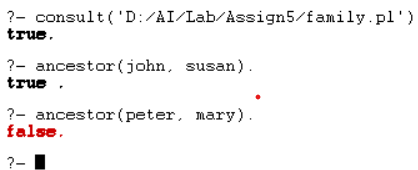 ?- consult('D:/AI/Lab/Assign5/family.pl')
true.
?- ancestor(john, susan).
true .
?- ancestor(peter, mary).
false.
?-